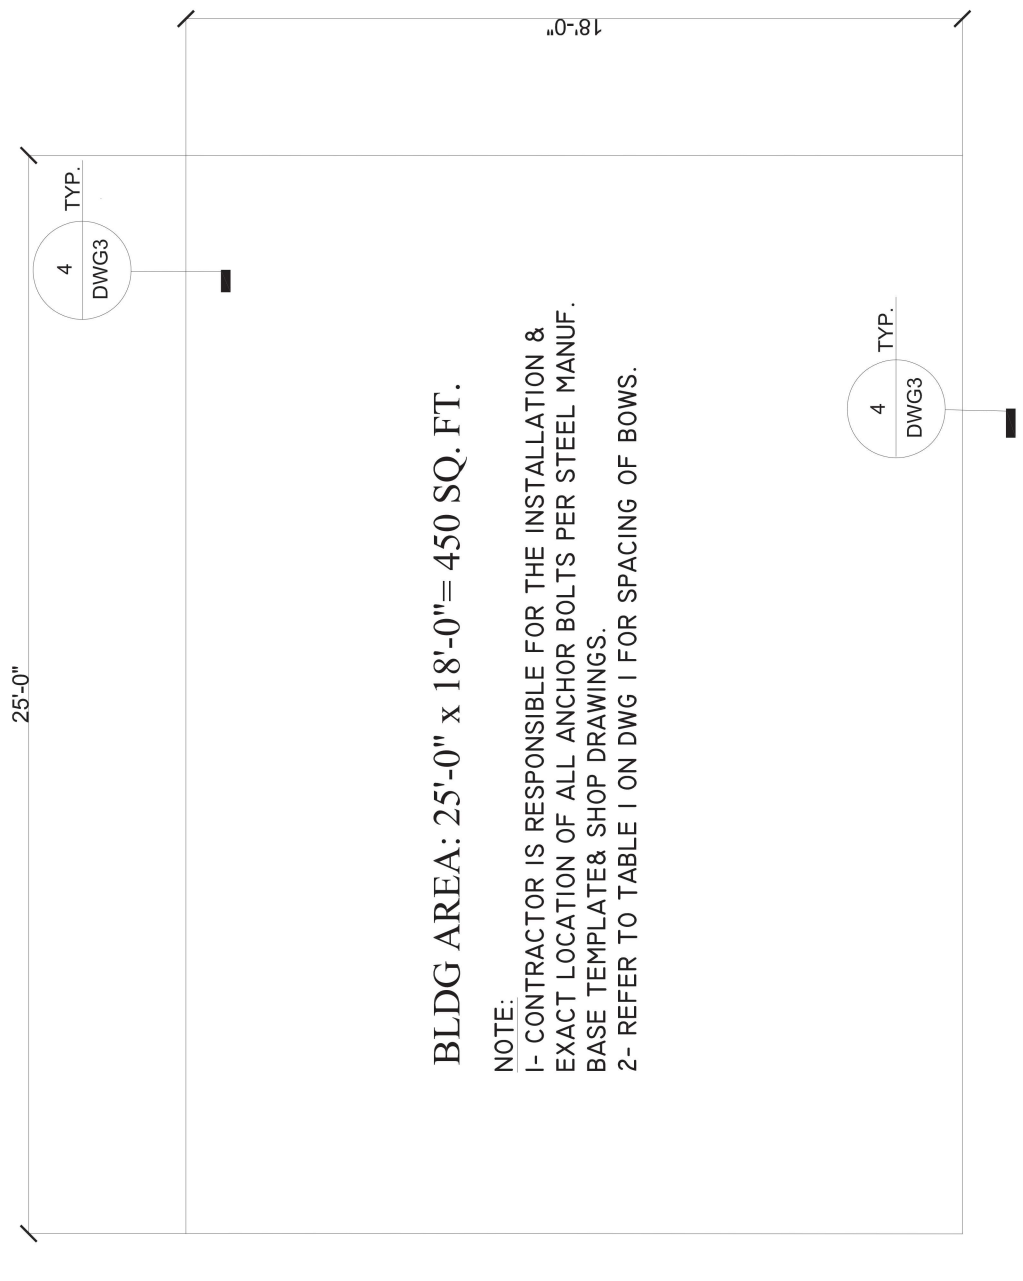 25'-0"
18'-0"
TYP.
4
DWG3
BLDG AREA: 25'-0" x 18'-0"= 450 SQ. FT.
NOTE:
1- CONTRACTOR IS RESPONSIBLE FOR THE INSTALLATION &
EXACT LOCATION OF ALL ANCHOR BOLTS PER STEEL MANUF.
BASE TEMPLATE& SHOP DRAWINGS.
2- REFER TO TABLE 1 ON DWG 1 FOR SPACING OF BOWS.
TYP.
4
DWG3